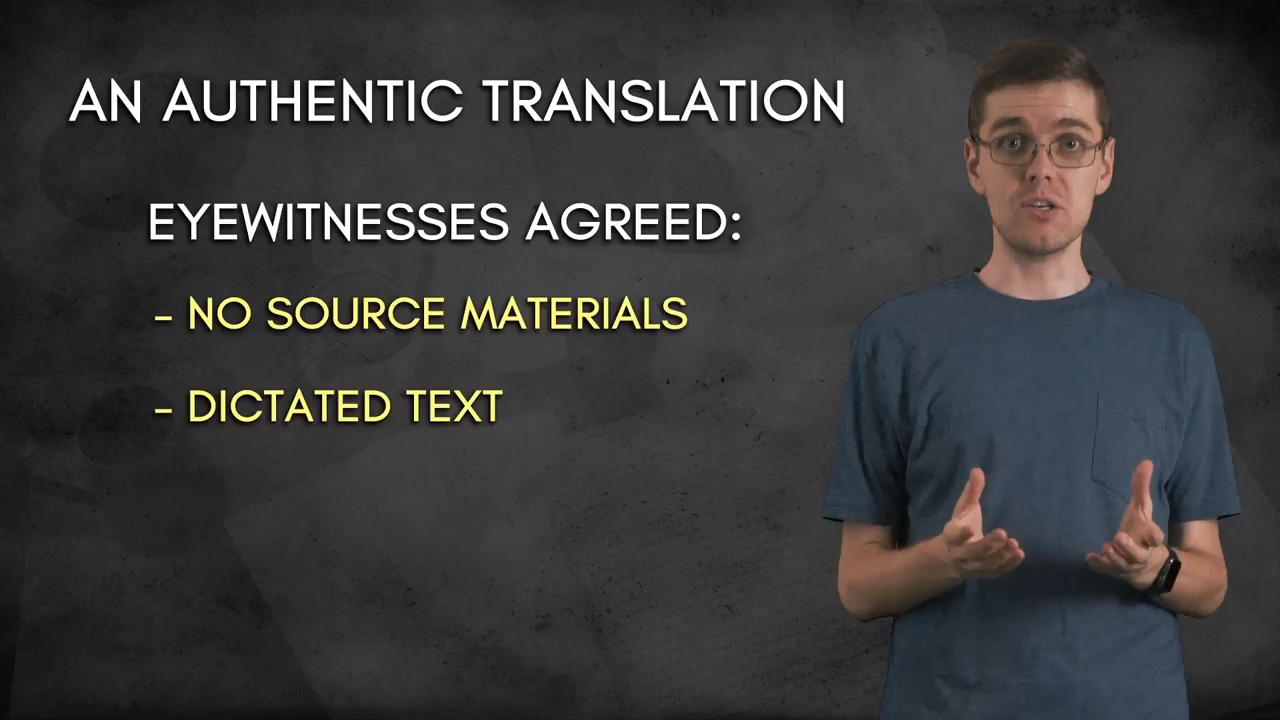 AN AUTHENTIC TRANSLATION
EYEWITNESSES AGREED:
- NO SOURCE MATERIALS
- DICTATED TEXT